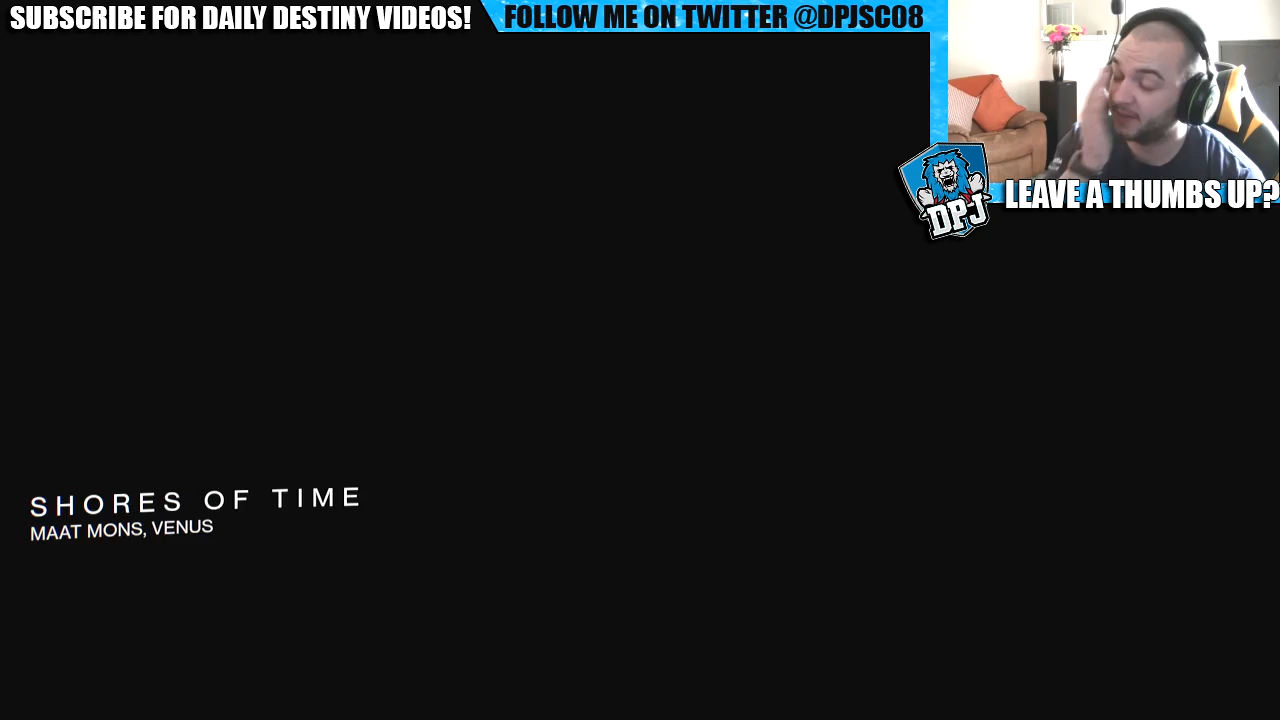 SUBSCRIBE FOR DAILY DESTINY VIDEOS!
FOLLOW ME ON TWITTER @DPJSC08
DPJ
LEAVE A THUMBS UP?
SHORES OF TIME
MAAT MONS, VENUS